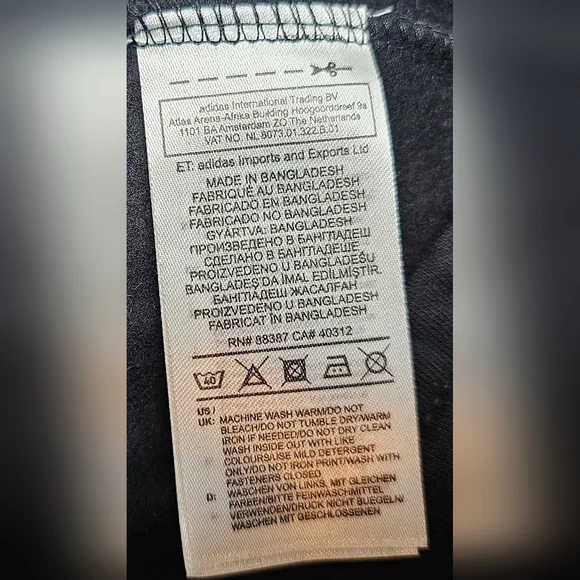 adidas International Trading BV
Atlas Arena-Afrika Building Hoogoorddreef 9a
1101 BA Amsterdam ZO The Netherlands
VAT NO. NL 8073.01.322.B.01
ET: adidas Imports and Exports Ltd
MADE IN BANGLADESH
FABRIQUÉ AU BANGLADESH
FABRICADO EN BANGLADESH
FABRICADO NO BANGLADESH
GYÁRTVA: BANGLADESH
ПРОИЗВЕДЕНО В БАНГЛАДЕШ
СДЕЛАНО В БАНГЛАДЕШЕ
PROIZVEDENO U BANGLADEŠU
BANGLADEŞ DA İMAL EDİLMİŞTİR.
БАНГЛАДЕШ ЖАСАЛҒАН
PROIZVEDENO U BANGLADESH
FABRICAT ÎN BANGLADESH
RN# 88387 CA# 40312
40
US /
UK: MACHINE WASH WARM/DO NOT
BLEACH/DO NOT TUMBLE DRY/WARM
IRON IF NEEDED/DO NOT DRY CLEAN
WASH INSIDE OUT WITH LIKE
COLOURS/USE MILD DETERGENT
ONLY/DO NOT IRON PRINT/WASH WITH
FASTENERS CLOSED
D: WASCHEN VON LINKS, MIT GLEICHEN
FARBEN/BITTE FEINWASCHMITTEL
VERWENDEN/DRUCK NICHT BUEGELN/
WASCHEN MIT GESCHLOSSENEN